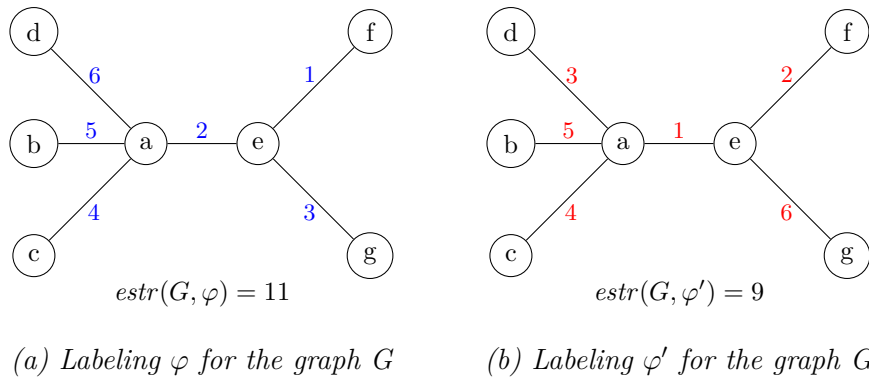 d f d f
6 1 3 2
b 5 a 2 e b 5 a 1 e
4 3 4 6
c g c g
estr(G, φ) = 11 estr(G, φ′) = 9
(a) Labeling φ for the graph G (b) Labeling φ′ for the graph G